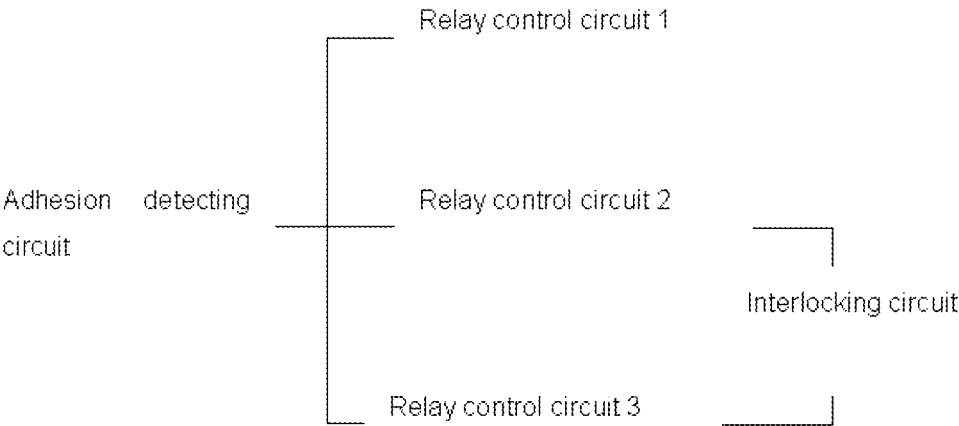 Relay control circuit 1
Adhesion detecting
circuit
Relay control circuit 2
Interlocking circuit
Relay control circuit 3